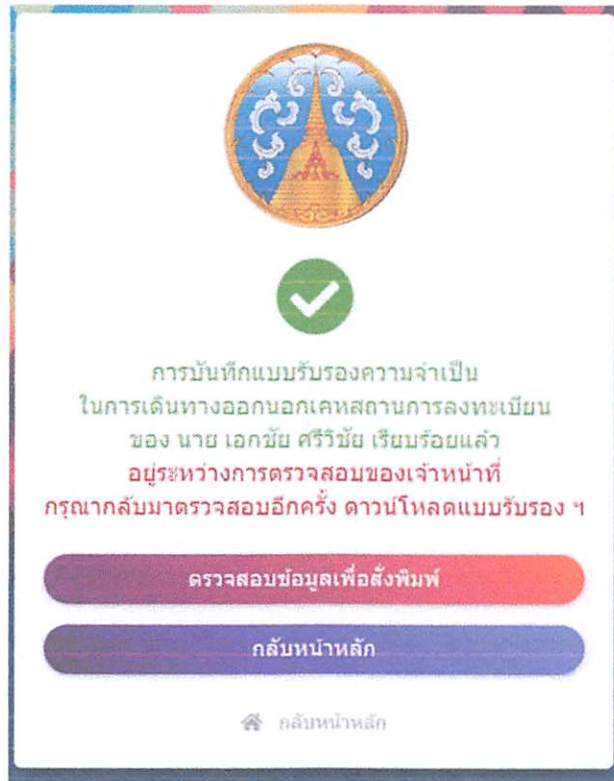 การบันทึกแบบรับรองความจำเป็น
ในการเดินทางออกนอกเคหสถานการลงทะเบียน
ของ นาย เอกชัย ศรีวิชัย เรียบร้อยแล้ว
อยู่ระหว่างการตรวจสอบของเจ้าหน้าที่
กรุณากลับมาตรวจสอบอีกครั้ง ดาวน์โหลดแบบรับรอง ฯ
ตรวจสอบข้อมูลเพื่อสั่งพิมพ์
กลับหน้าหลัก
กลับหน้าหลัก